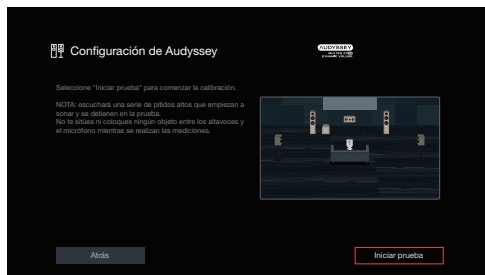 Configuración de Audyssey
AUDYSSEY
DYNAMIC VOLUME
Seleccione "Iniciar prueba" para comenzar la calibración.
NOTA: escuchará una serie de pitidos altos que empiezan a
sonar y se detienen en la prueba.
No te sitúes ni coloques ningún objeto entre los altavoces y
el micrófono mientras se realizan las mediciones.
Atrás
Iniciar prueba